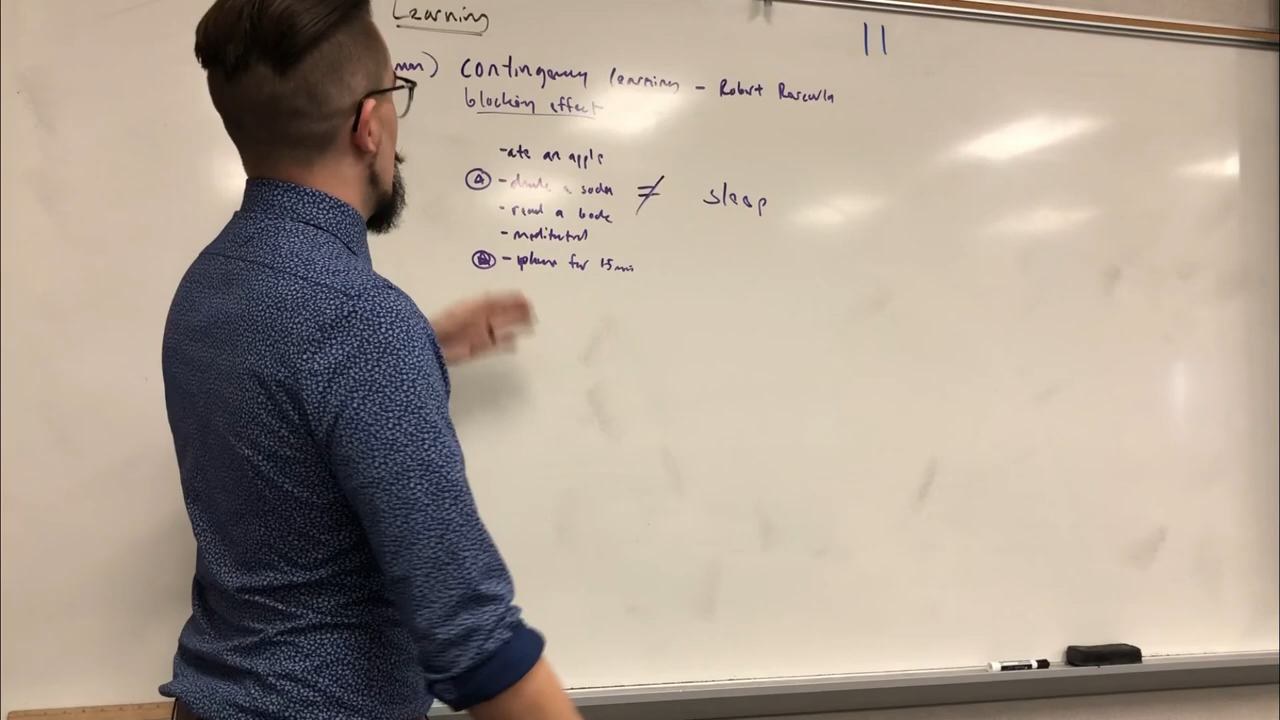 Learning
11
contingency learning - Robert Rescorla
blocking effect
- ate an apple
Ⓐ - drank a soda ≠ sleep
- read a book
- meditated
- phone for 15 min